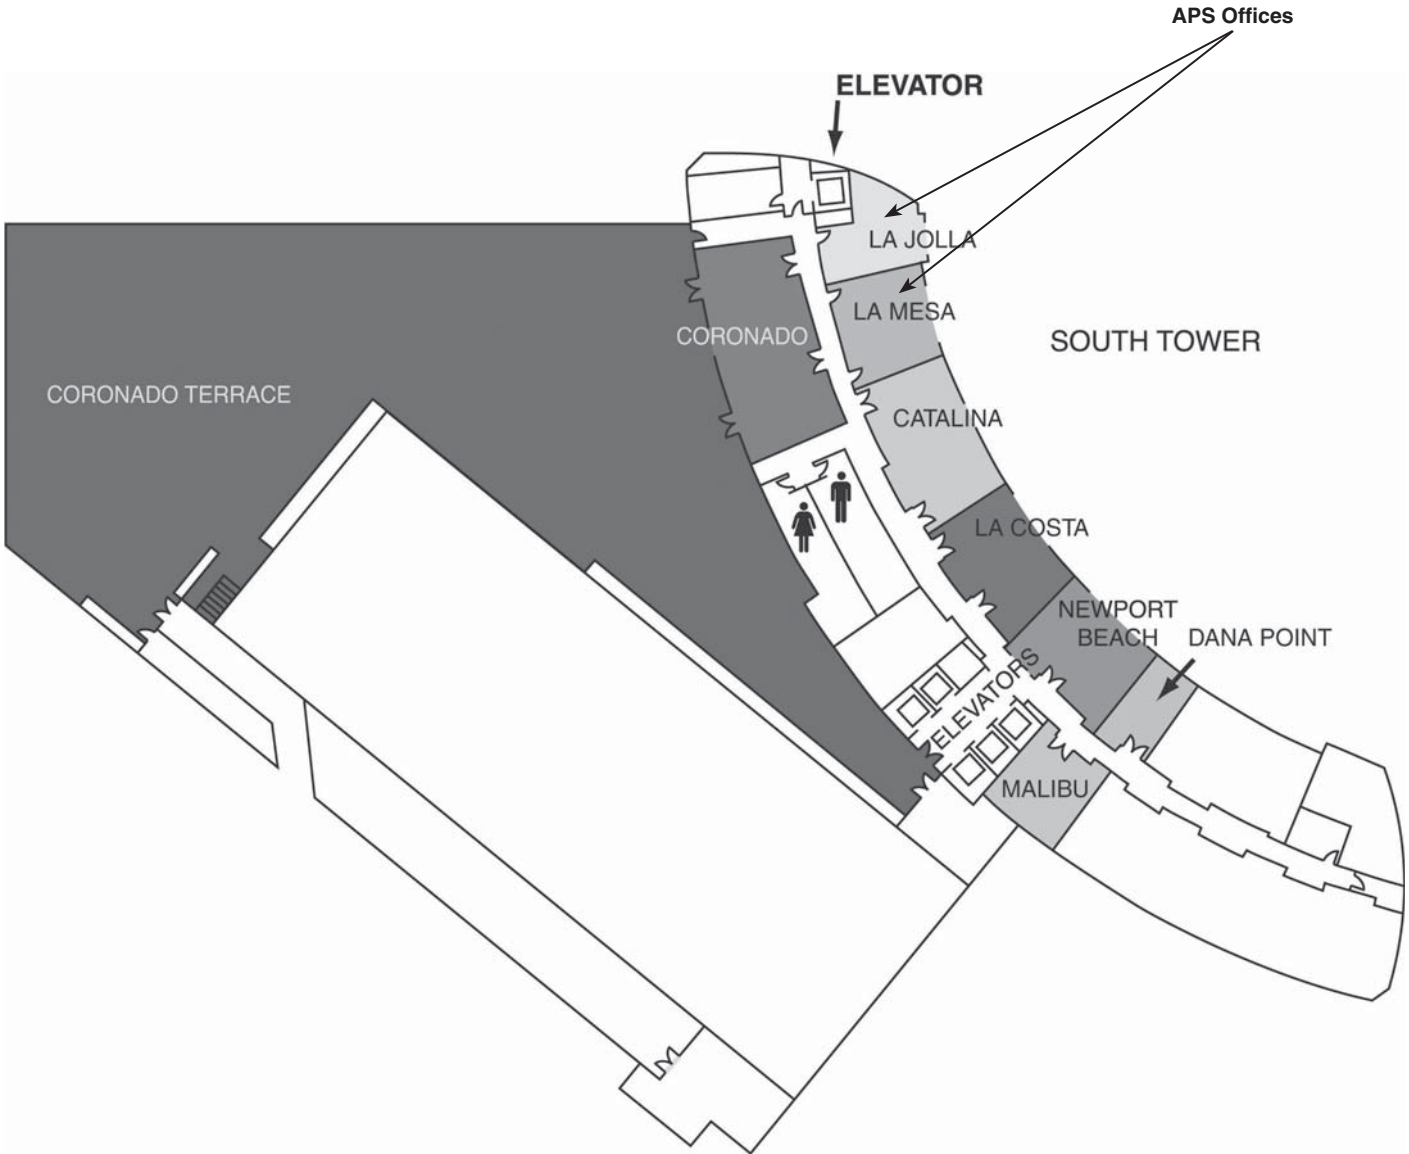 APS Offices
ELEVATOR
LA JOLLA
LA MESA
CORONADO
SOUTH TOWER
CORONADO TERRACE
CATALINA
LA COSTA
NEWPORT
BEACH
DANA POINT
ELEVATORS
MALIBU